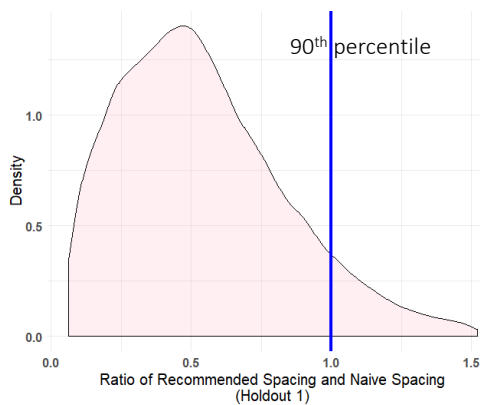 90th percentile
1.0
0.5
0.0
Density
0.0 0.5 1.0 1.5
Ratio of Recommended Spacing and Naive Spacing
(Holdout 1)